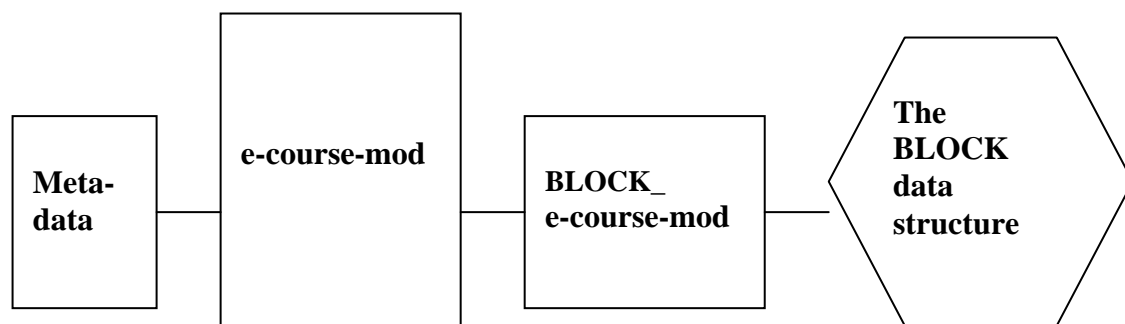 Meta-
data
e-course-mod
BLOCK_
e-course-mod
The
BLOCK
data
structure